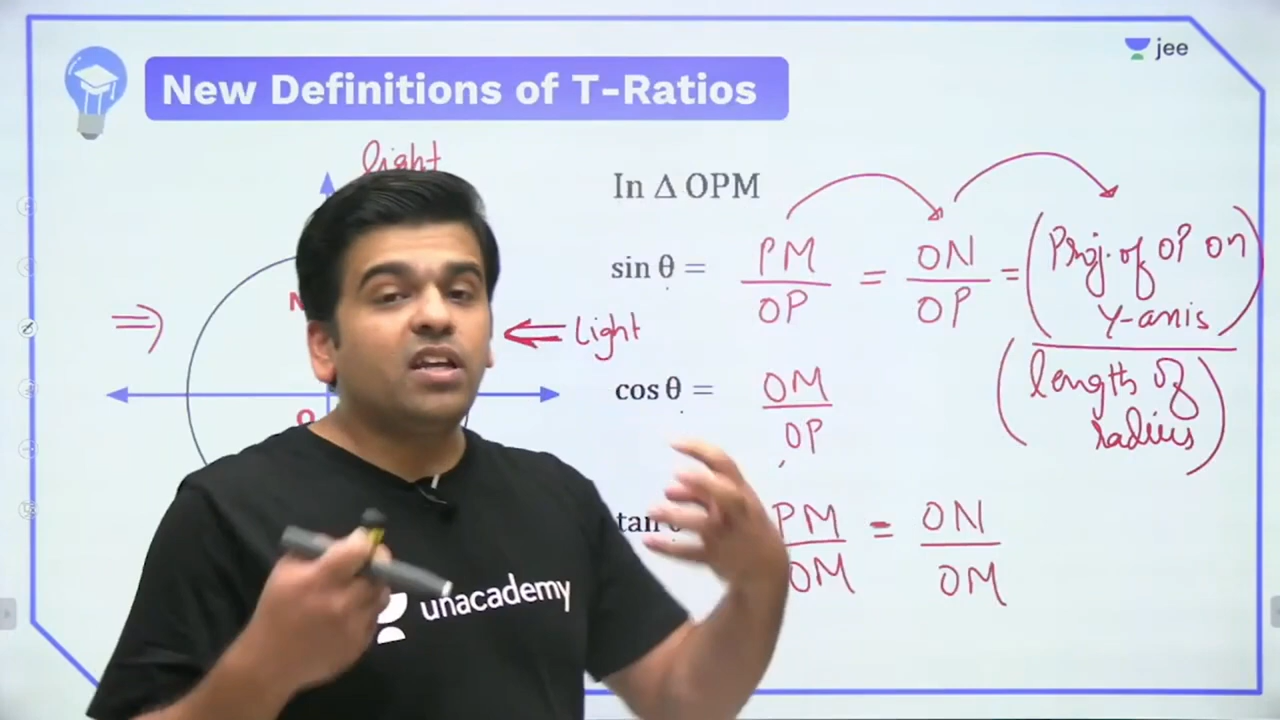 jee
New Definitions of T-Ratios
light
In Δ OPM
sin θ = PM/OP = ON/OP = (Proj. of OP on Y-axis)/(length of radius)
⇒
N
← light
cos θ = OM/OP
O
tan θ PM/OM = ON/OM
unacademy